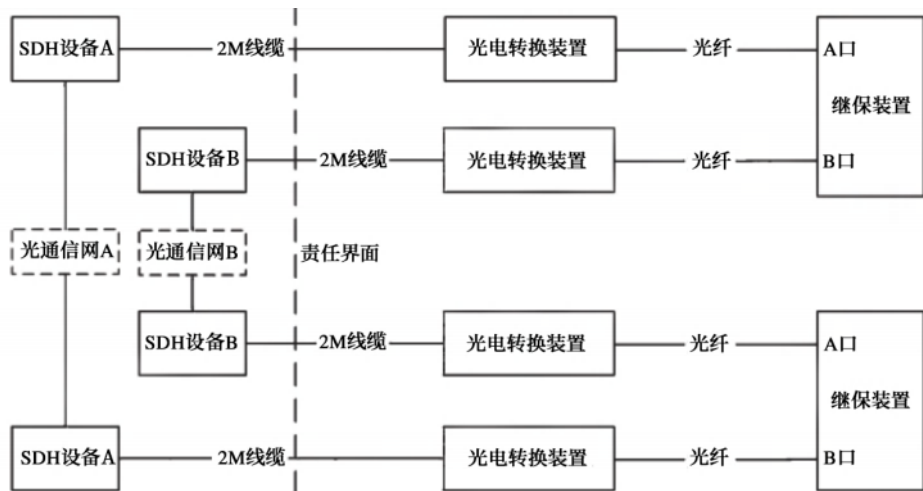 SDH设备A 2M线缆 光电转换装置 光纤 A口
继保装置
SDH设备B 2M线缆 光电转换装置 光纤 B口
光通信网A 光通信网B 责任界面
SDH设备B 2M线缆 光电转换装置 光纤 A口
继保装置
SDH设备A 2M线缆 光电转换装置 光纤 B口